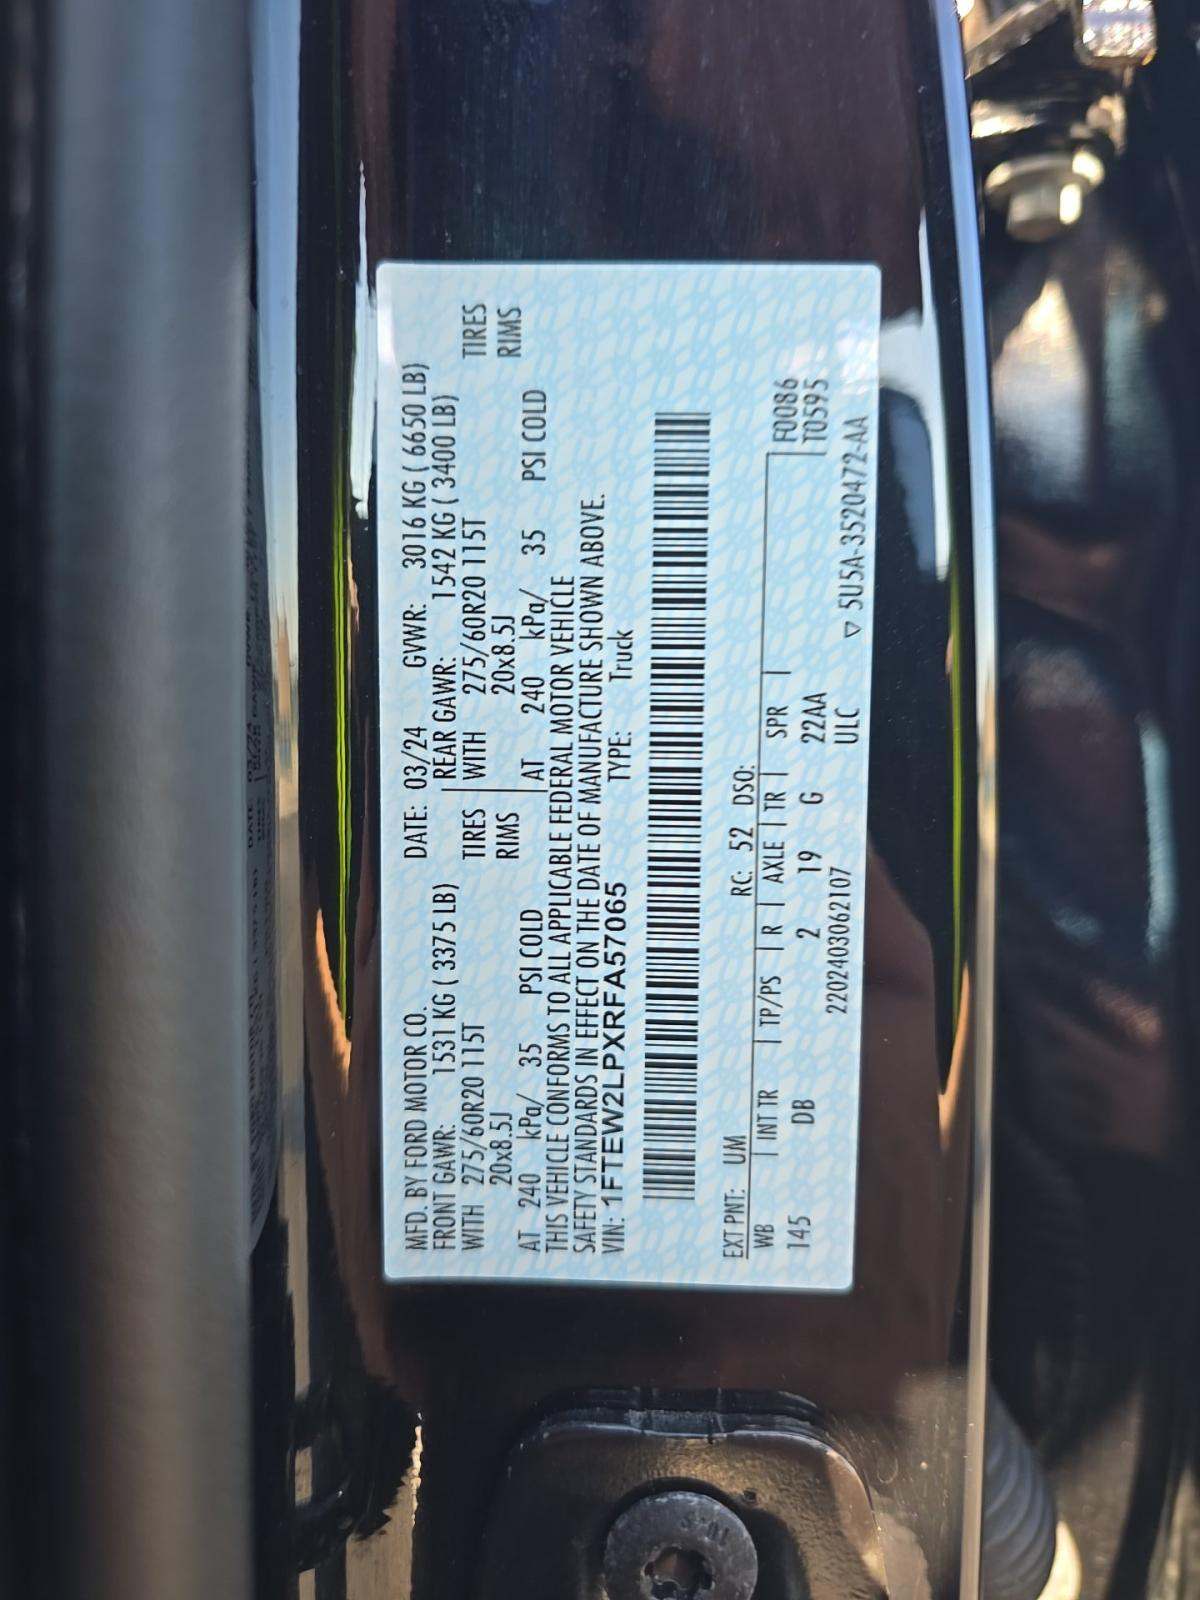 MFD. BY FORD MOTOR CO. DATE: 03/24 GVWR: 3016 KG ( 6650 LB)
FRONT GAWR: 1531 KG ( 3375 LB) REAR GAWR: 1542 KG ( 3400 LB)
WITH 275/60R20 115T TIRES WITH 275/60R20 115T TIRES
20x8.5J RIMS 20x8.5J RIMS
AT 240 kPa/ 35 PSI COLD AT 240 kPa/ 35 PSI COLD
THIS VEHICLE CONFORMS TO ALL APPLICABLE FEDERAL MOTOR VEHICLE
SAFETY STANDARDS IN EFFECT ON THE DATE OF MANUFACTURE SHOWN ABOVE.
VIN: 1FTEW2LPXRFA57065 TYPE: Truck
EXT PNT: UM RC: 52 DSO:
WB INT TR TP/PS R AXLE TR SPR F0086
145 DB 2 19 G 22AA T0595
2202403062107 ULC ▽ 5U5A-3520472-AA